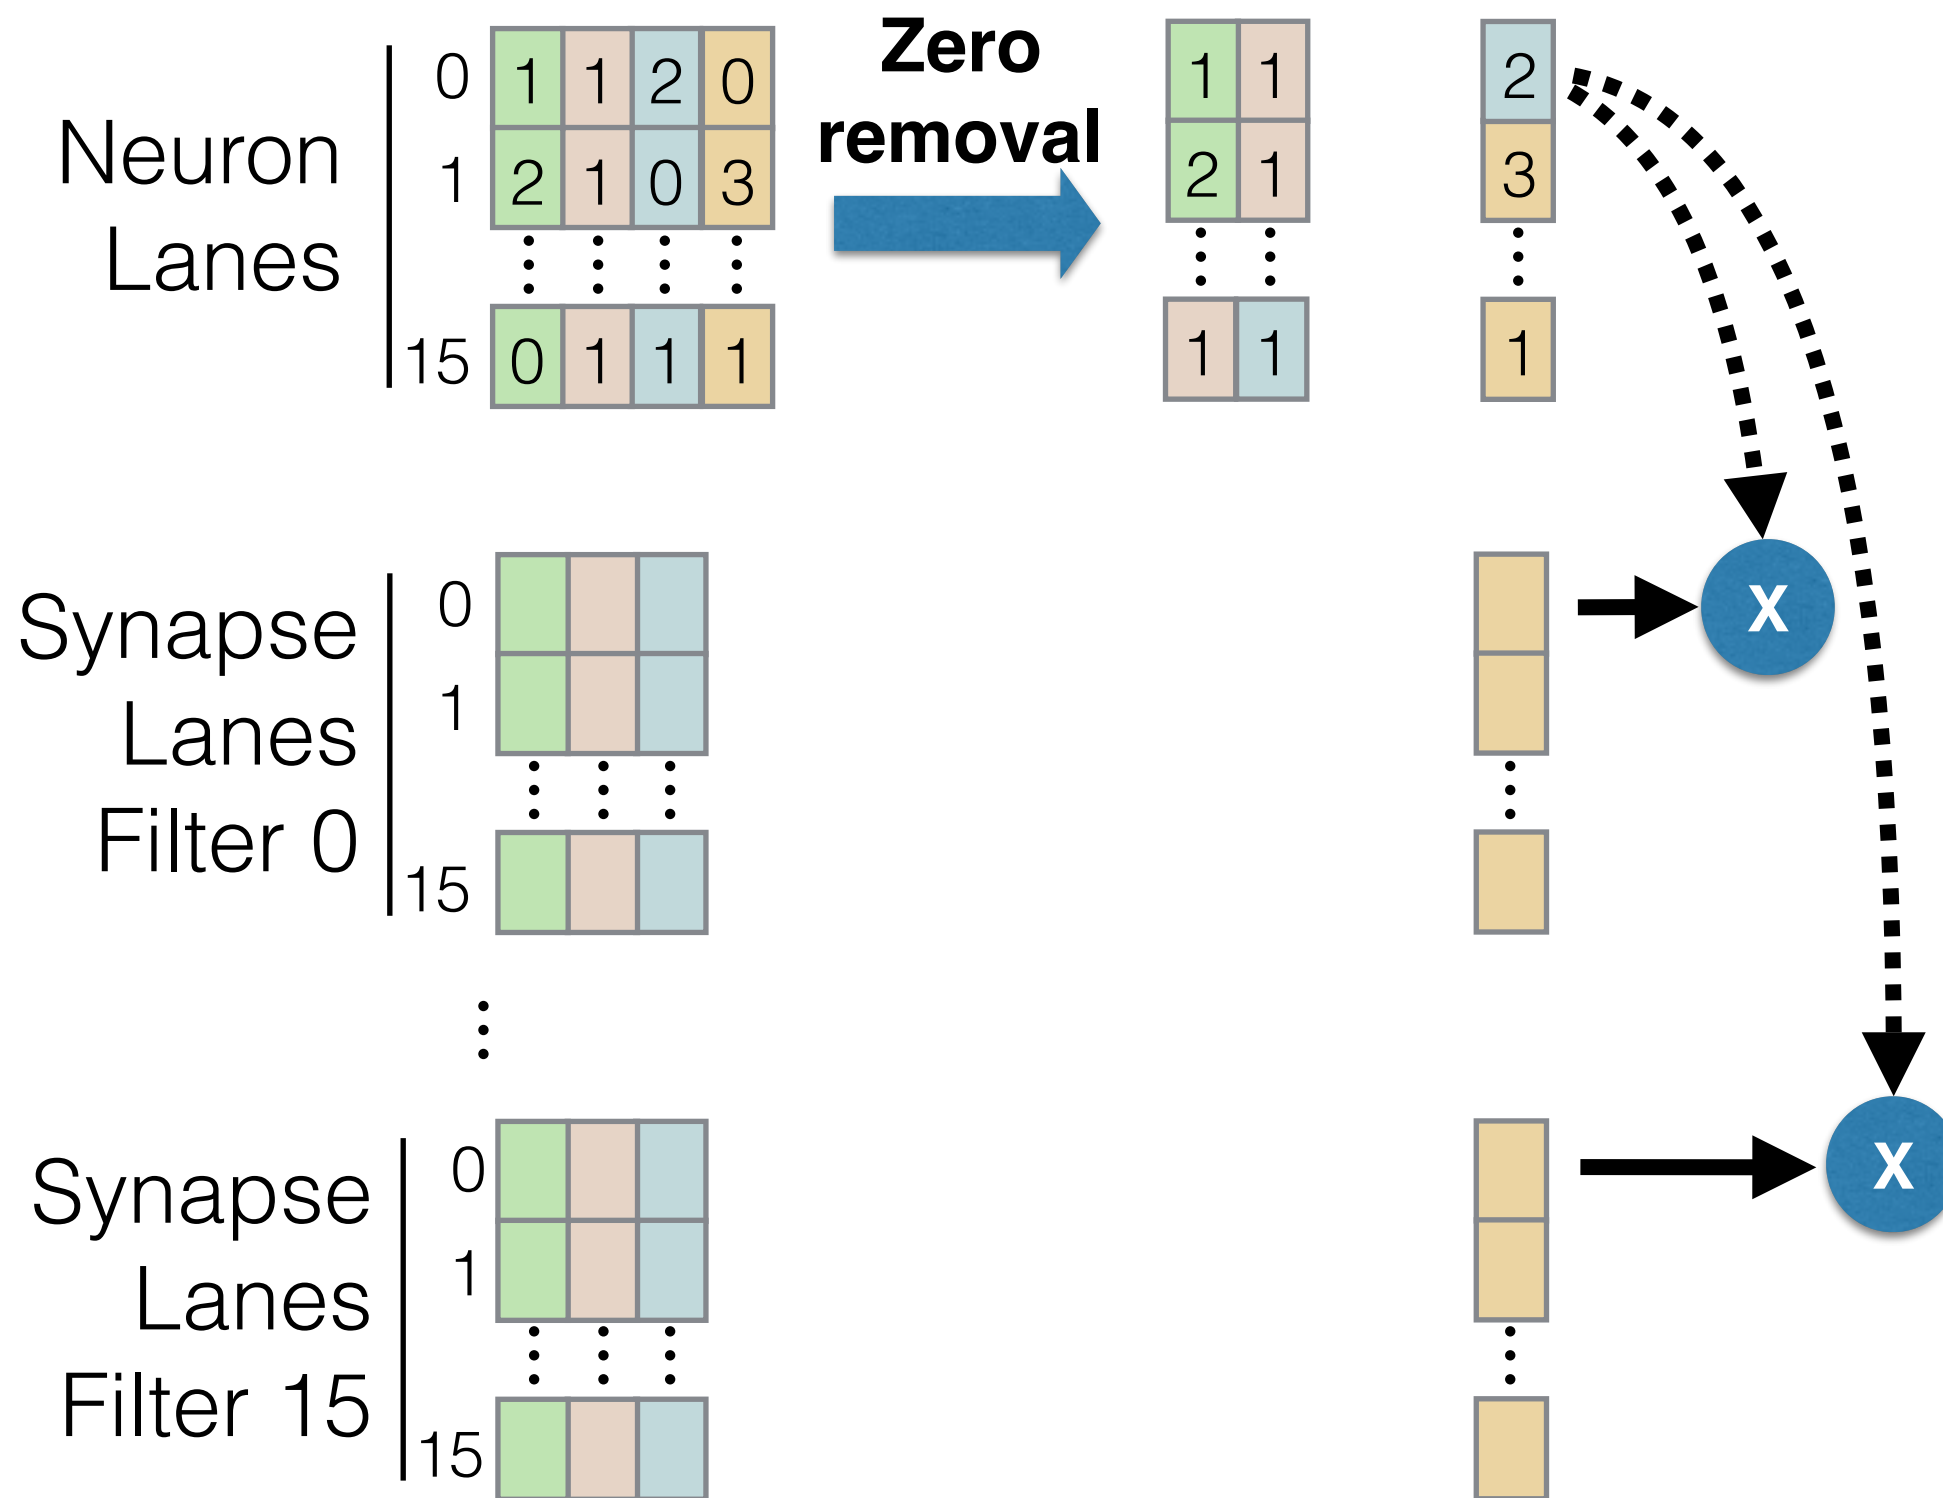 Neuron
Lanes
0 1 1 2 0
1 2 1 0 3
15 0 1 1 1
Zero
removal
1 1
2 1
1 1
2
3
1
Synapse
Lanes
Filter 0
0
1
15
X
Synapse
Lanes
Filter 15
0
1
15
X